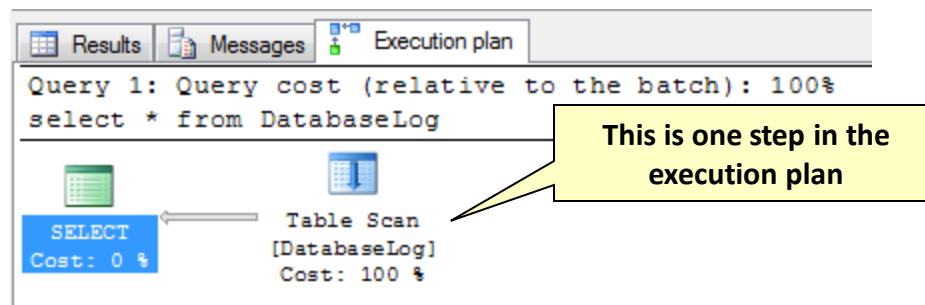 Results Messages Execution plan
Query 1: Query cost (relative to the batch): 100%
select * from DatabaseLog
This is one step in the
execution plan
SELECT
Cost: 0 %
Table Scan
[DatabaseLog]
Cost: 100 %